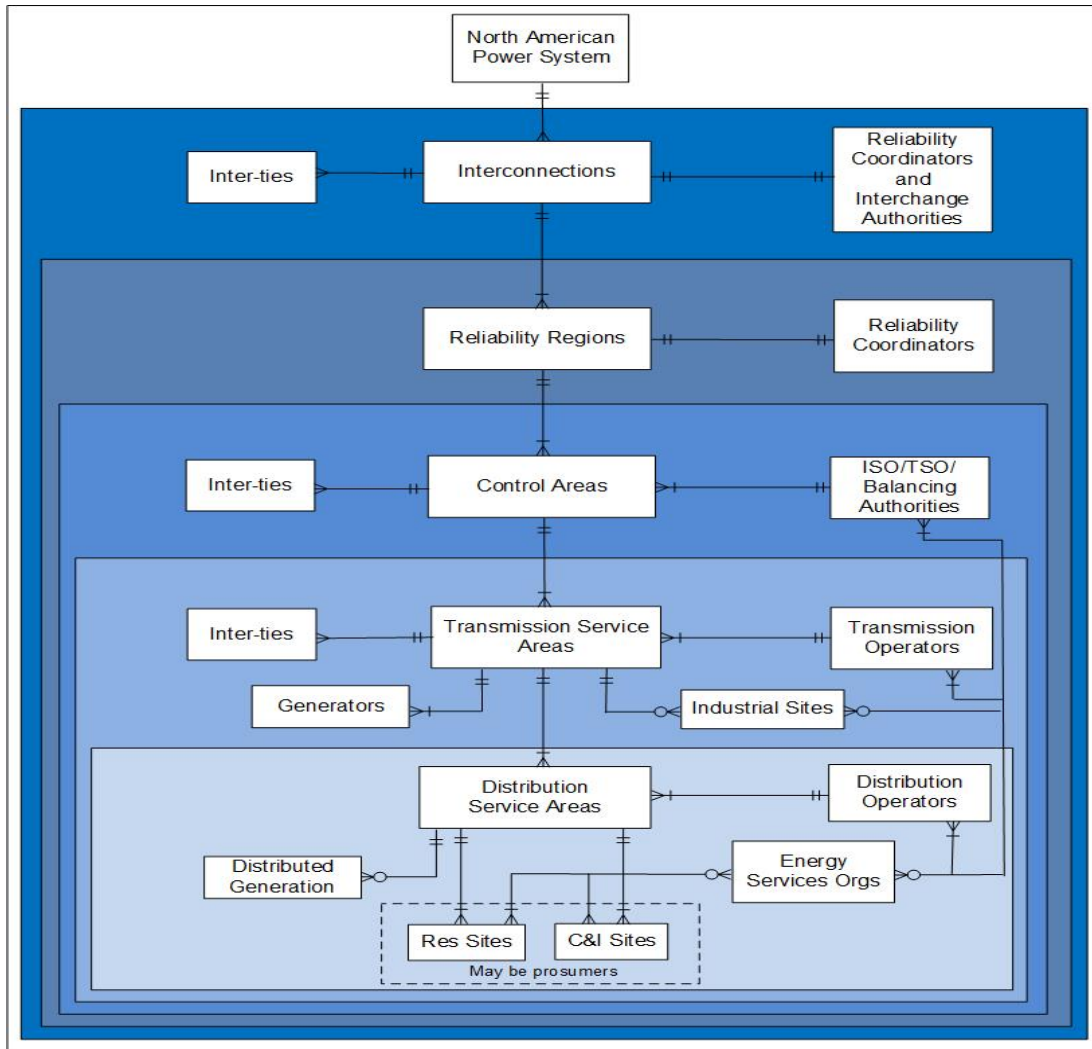 North American
Power System
Inter-ties
Interconnections
Reliability
Coordinators
and
Interchange
Authorities
Reliability Regions
Reliability
Coordinators
Inter-ties
Control Areas
ISO/TSO/
Balancing
Authorities
Inter-ties
Transmission Service
Areas
Transmission
Operators
Generators
Industrial Sites
Distribution
Service Areas
Distribution
Operators
Distributed
Generation
Energy
Services Orgs
Res Sites
C&I Sites
May be prosumers